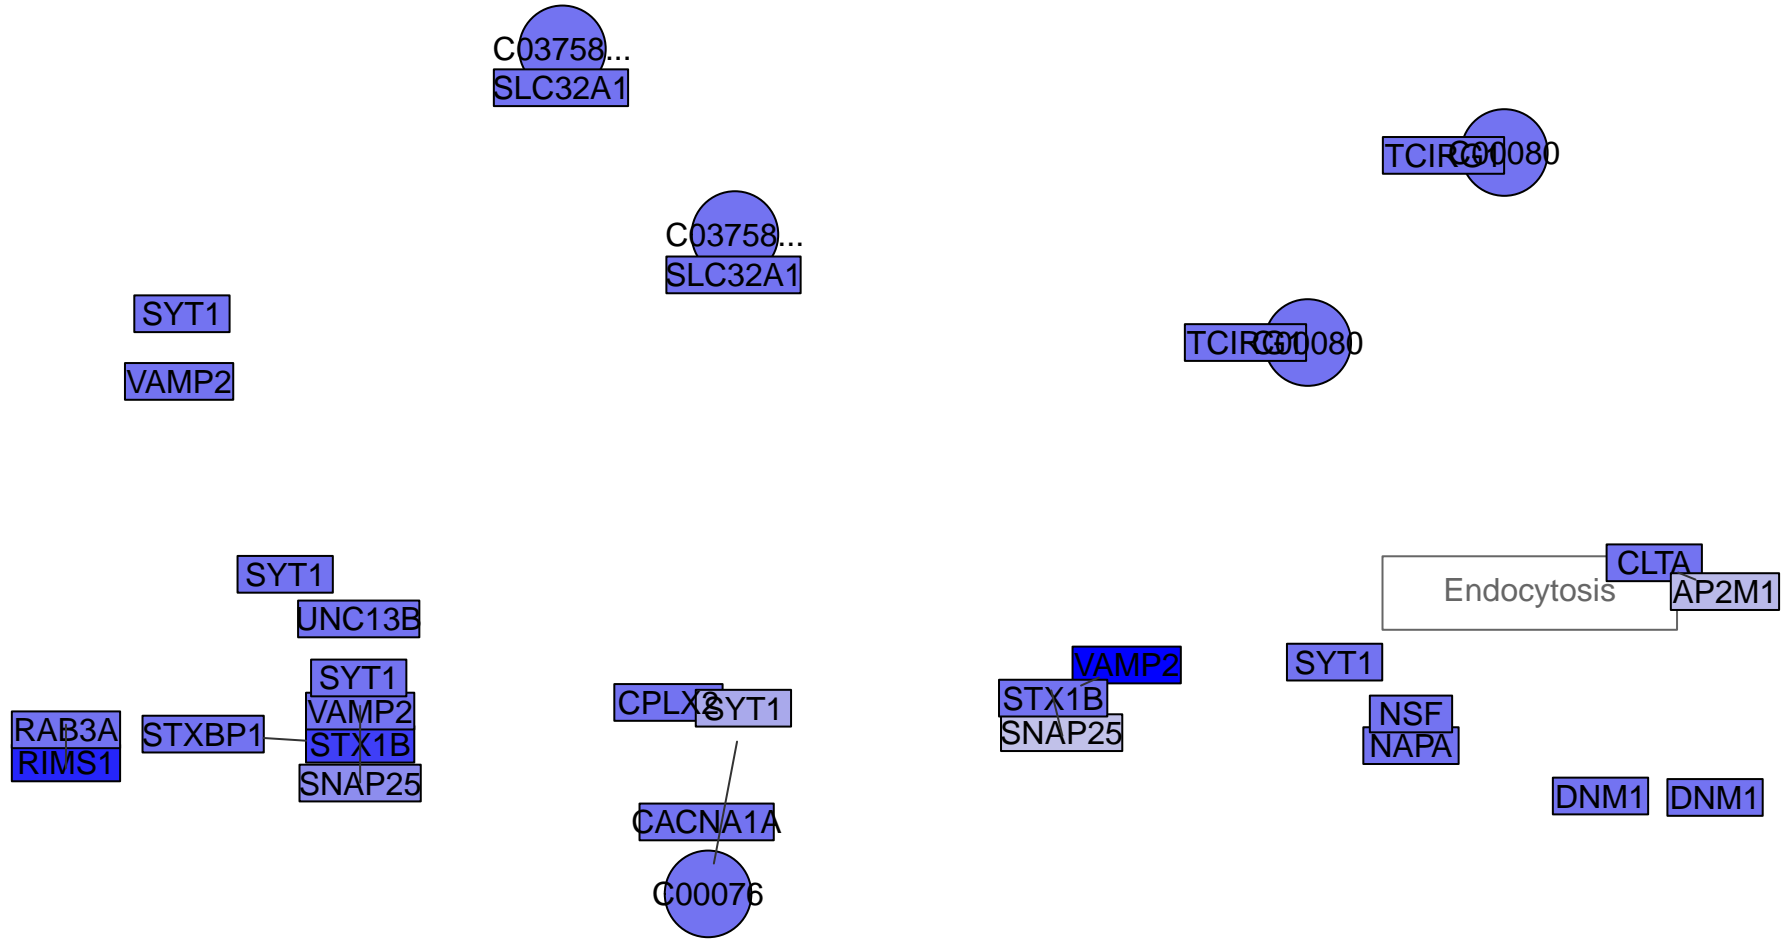 C03758...
SLC32A1
TCIRG1
C00080
C03758...
SLC32A1
SYT1
TCIRG1
C00080
VAMP2
SYT1
UNC13B
CLTA
Endocytosis
AP2M1
SYT1
VAMP2
RAB3A
STXBP1
STX1B
RIMS1
SNAP25
CPLX2
SYT1
VAMP2
STX1B
SNAP25
SYT1
NSF
NAPA
DNM1
DNM1
CACNA1A
C00076